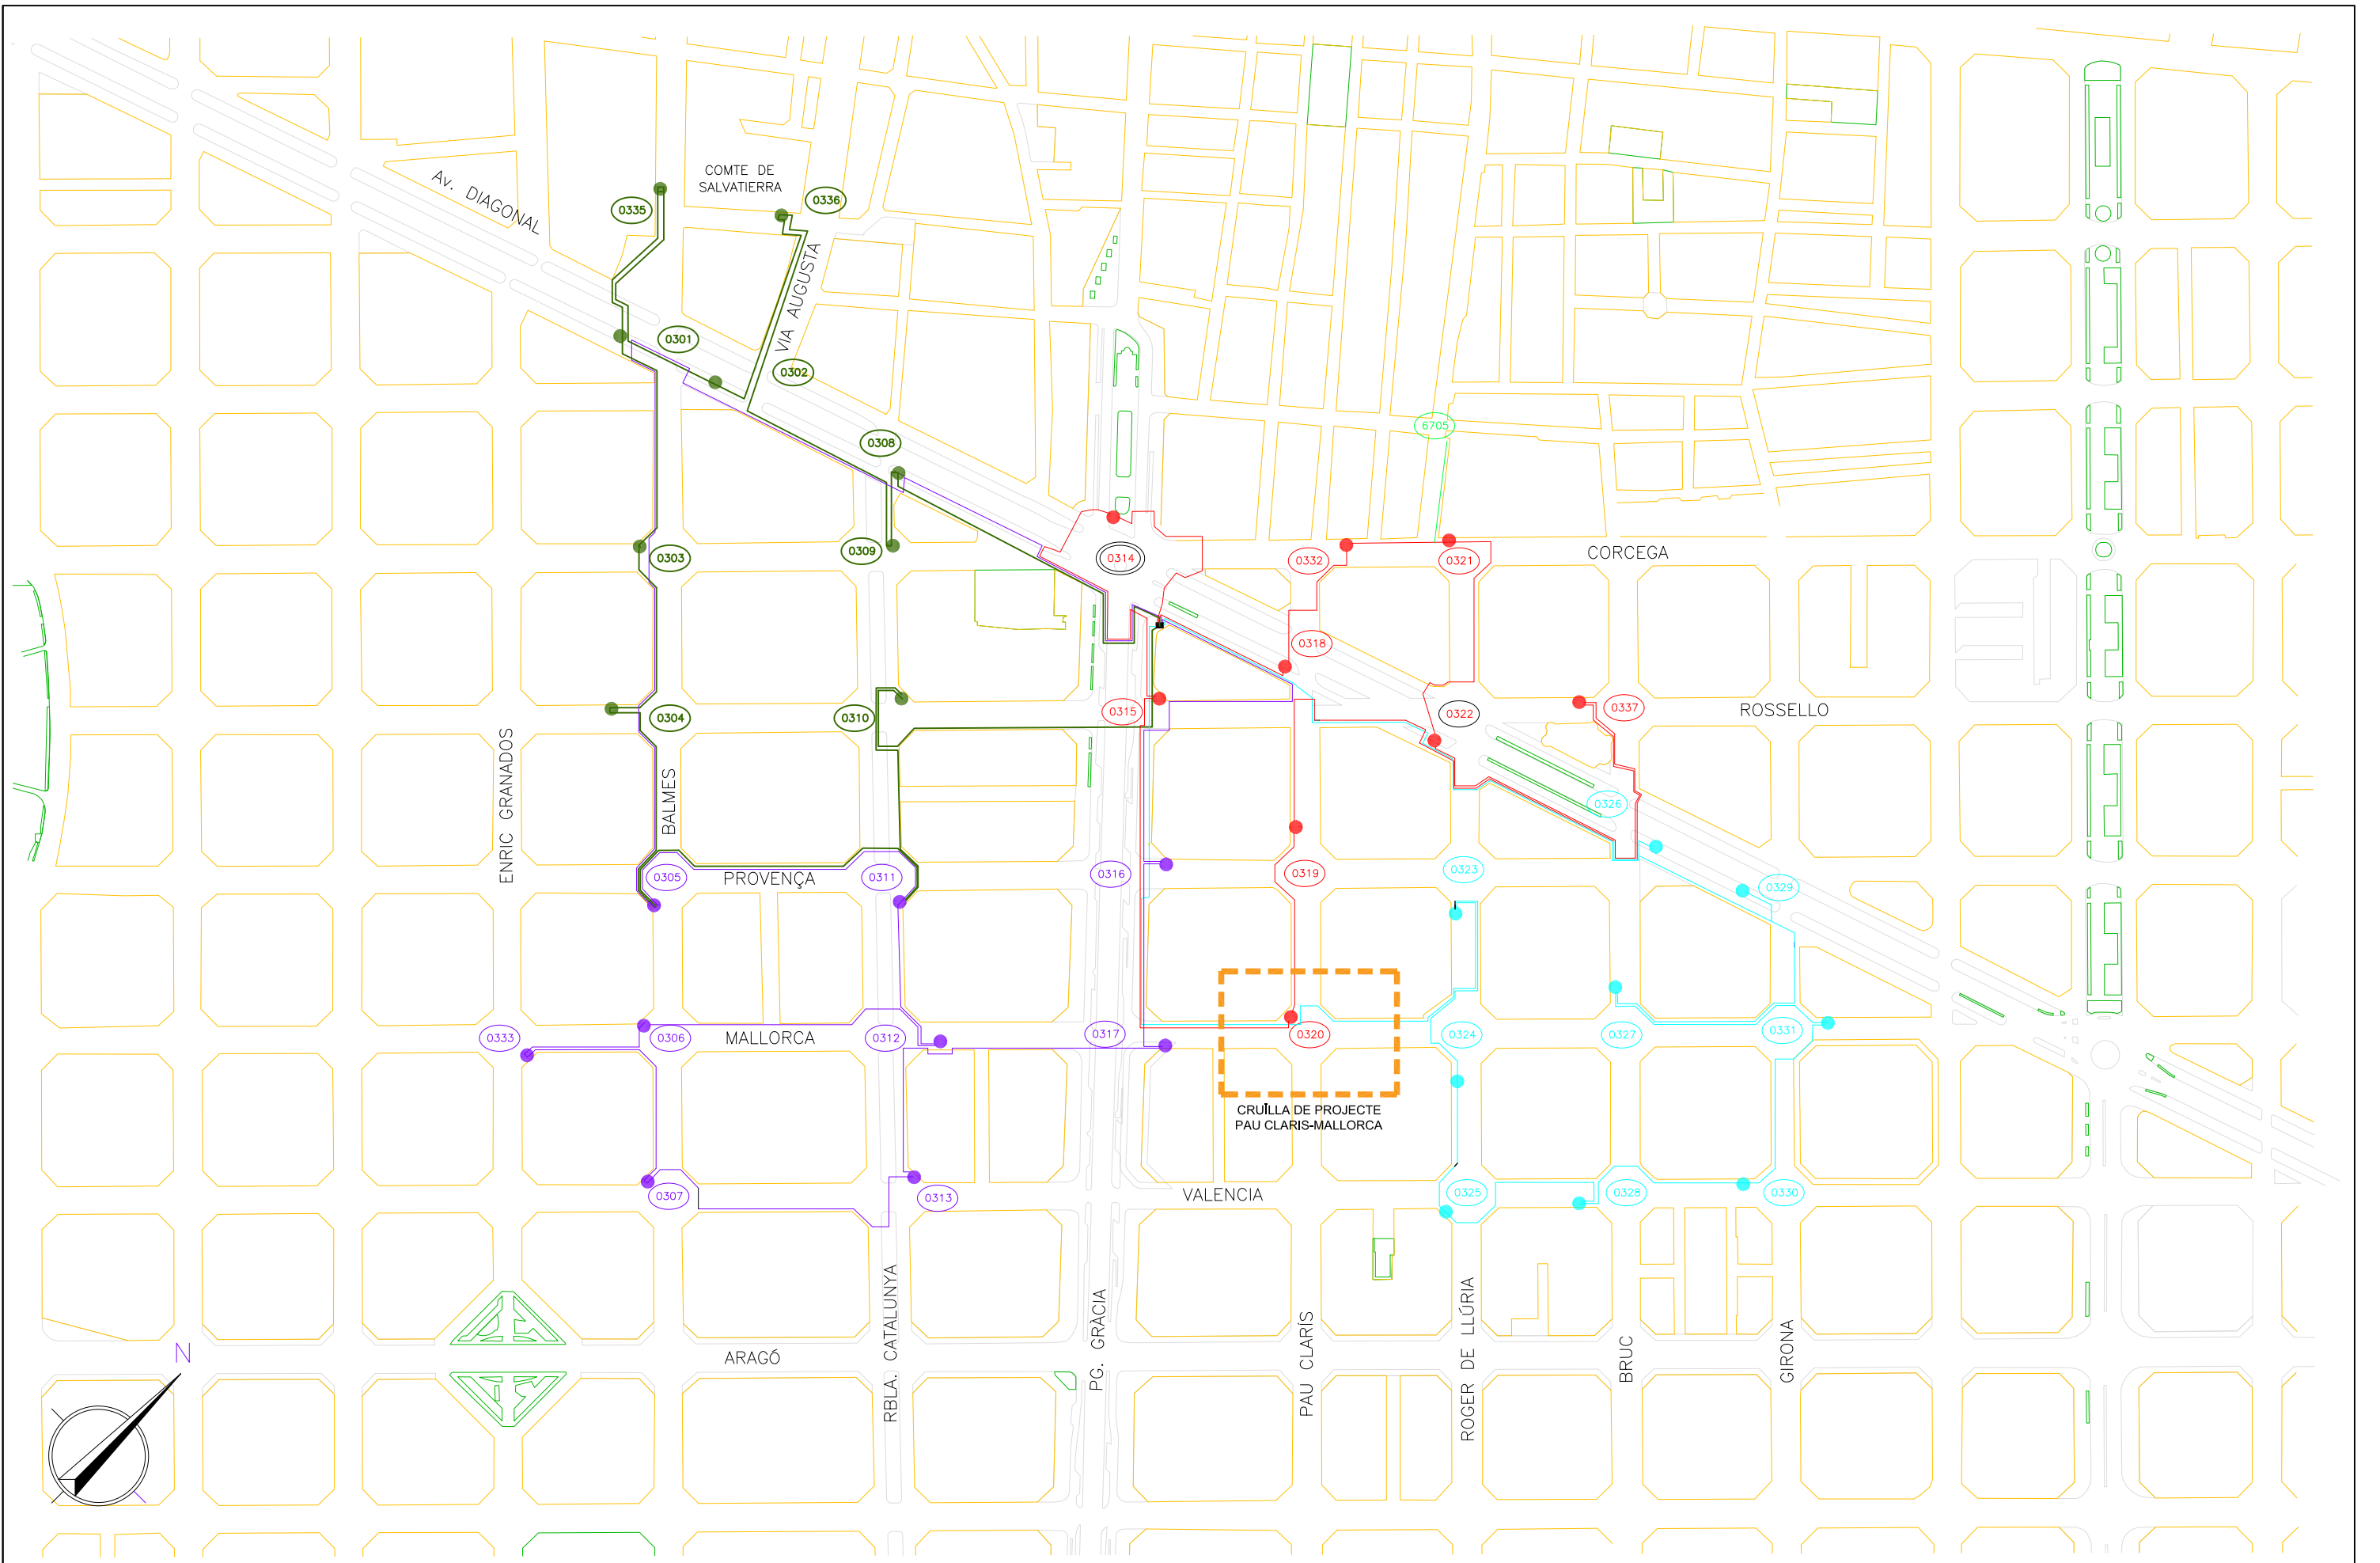 COMTE DE
SALVATIERRA
Av. DIAGONAL
0335
0336
VIA AUGUSTA
0301
0302
6705
0308
0309
0303
0314
0332
0321
CORCEGA
0318
0304
0310
0315
0322
0337
ROSSELLO
ENRIC GRANADOS
BALMES
0326
0305
PROVENÇA
0311
0316
0319
0323
0329
0333
0306
MALLORCA
0312
0317
0320
0324
0327
0331
CRUÏLLA DE PROJECTE
PAU CLARIS-MALLORCA
0307
0313
VALENCIA
0325
0328
0330
RBLA. CATALUNYA
PG. GRÀCIA
PAU CLARÍS
ROGER DE LLÚRIA
BRUC
GIRONA
ARAGÓ
N